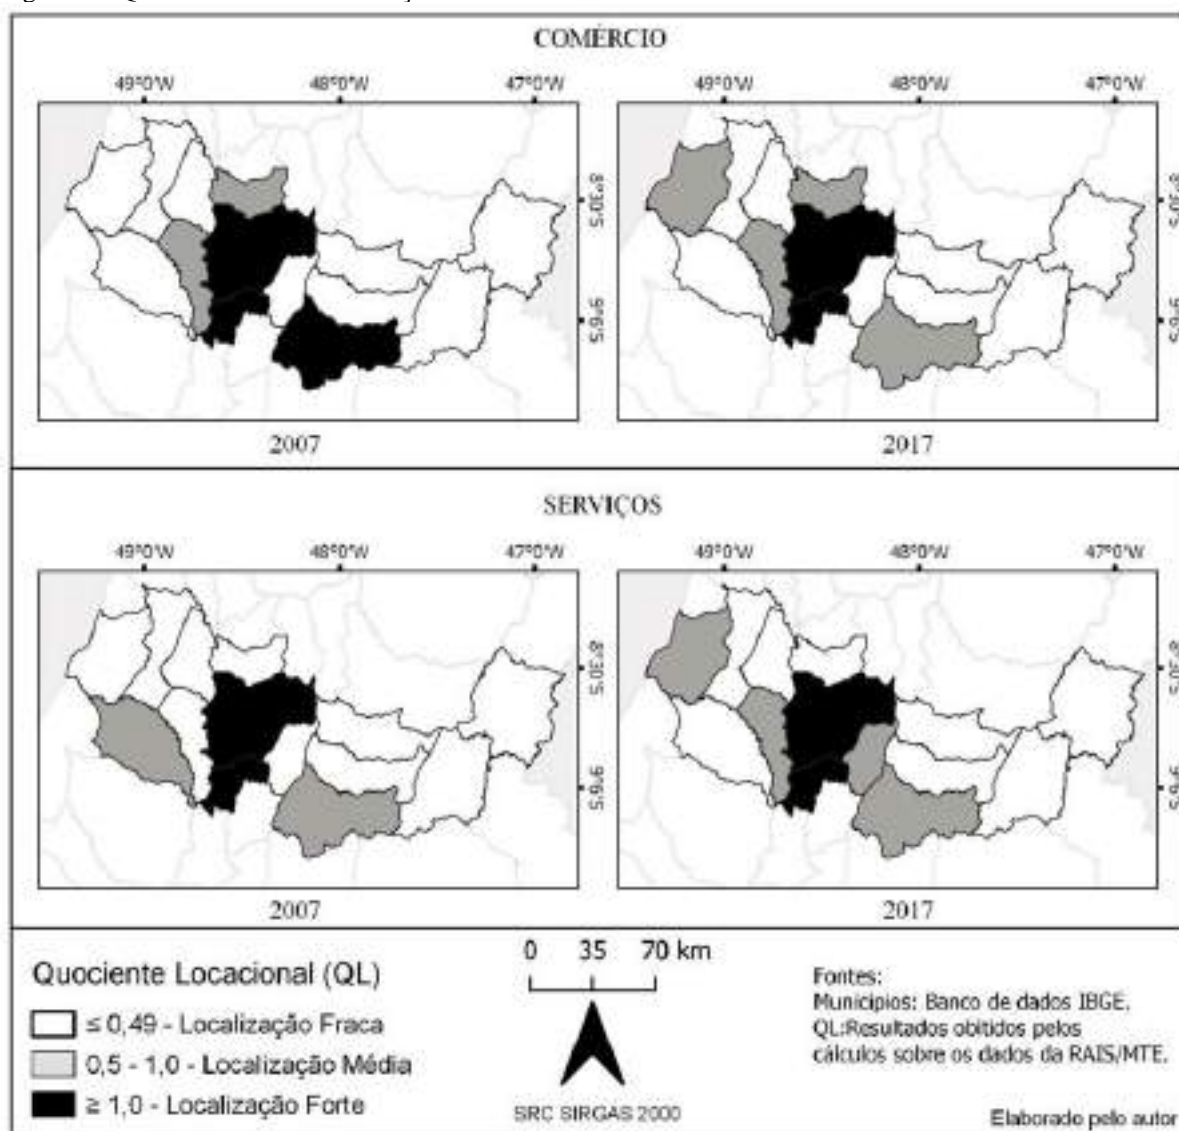 COMÉRCIO
49°0'W 48°0'W 47°0'W 49°0'W 48°0'W 47°0'W
8°30'S 8°30'S
9°6'S 9°6'S
2007 2017
SERVIÇOS
49°0'W 48°0'W 47°0'W 49°0'W 48°0'W 47°0'W
8°30'S 8°30'S
9°6'S 9°6'S
2007 2017
Quociente Locacional (QL)
≤ 0,49 - Localização Fraca
0,5 - 1,0 - Localização Média
≥ 1,0 - Localização Forte
0 35 70 km
SRC SIRGAS 2000
Fontes:
Municípios: Banco de dados IBGE.
QL:Resultados obitidos pelos
cálculos sobre os dados da RAIS/MTE.
Elaborado pelo autor